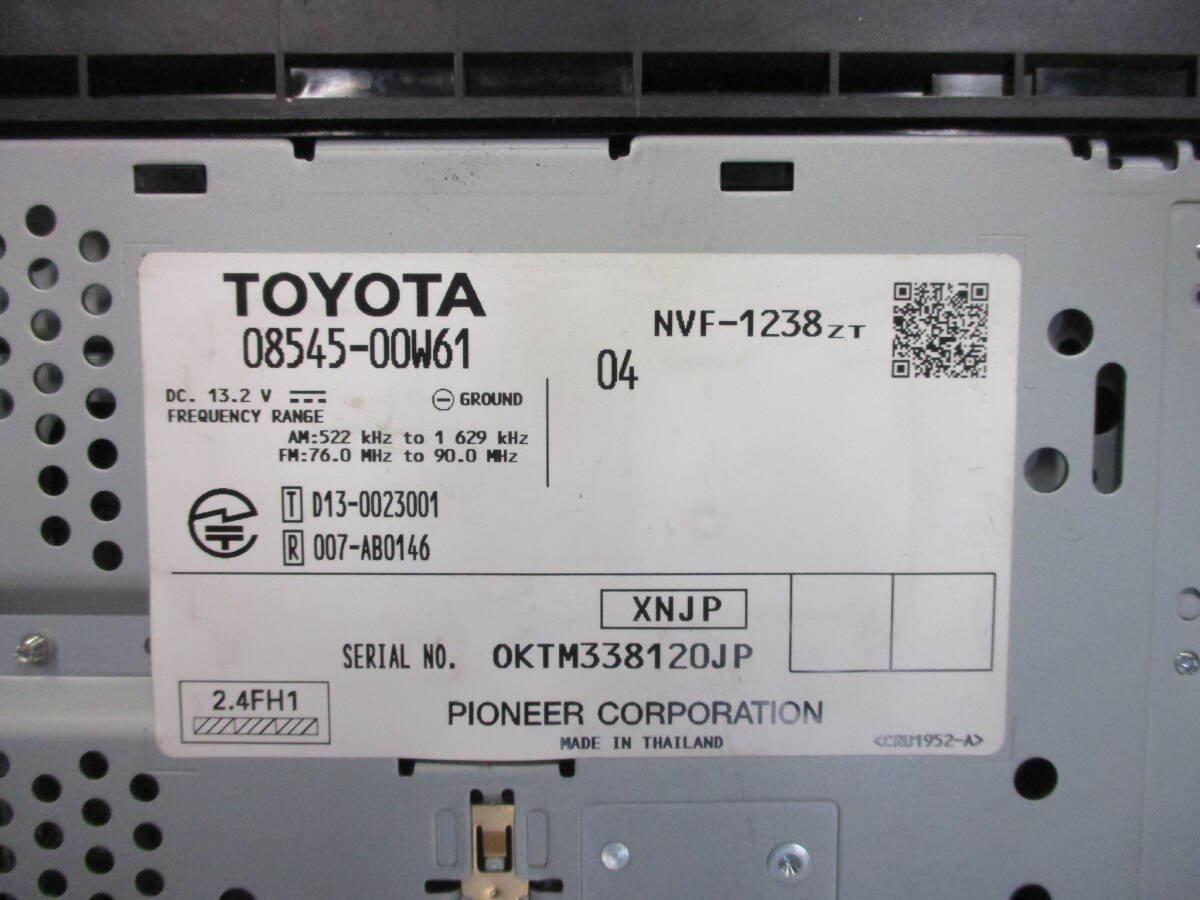 TOYOTA
08545-00W61
NVF-1238ZT
04
DC. 13.2 V
GROUND
FREQUENCY RANGE
AM:522 kHz to 1 629 kHz
FM:76.0 MHz to 90.0 MHz
T D13-0023001
R 007-AB0146
XNJP
SERIAL NO. OKTM338120JP
2.4FH1
PIONEER CORPORATION
MADE IN THAILAND
<CRU1952-A>